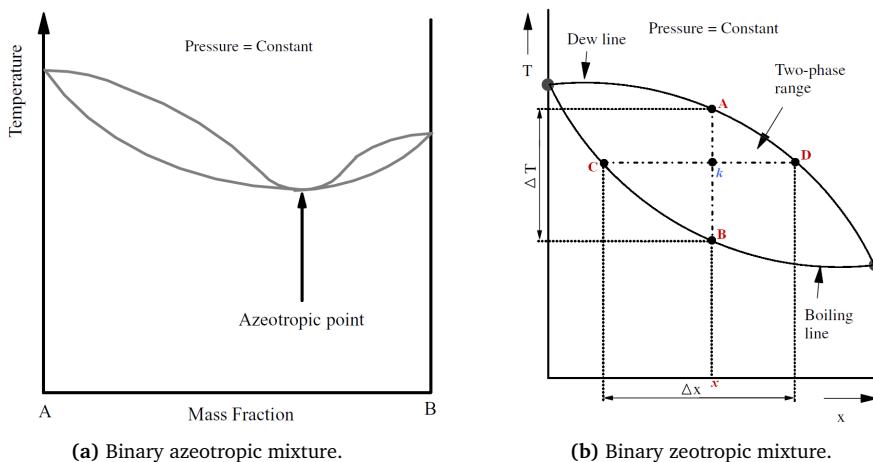 Temperature
Pressure = Constant
Azeotropic point
A
Mass Fraction
B
(a) Binary azeotropic mixture.
T
Dew line
Pressure = Constant
Two-phase
range
A
C
k
D
Δ T
B
Boiling
line
x
Δx
x
(b) Binary zeotropic mixture.